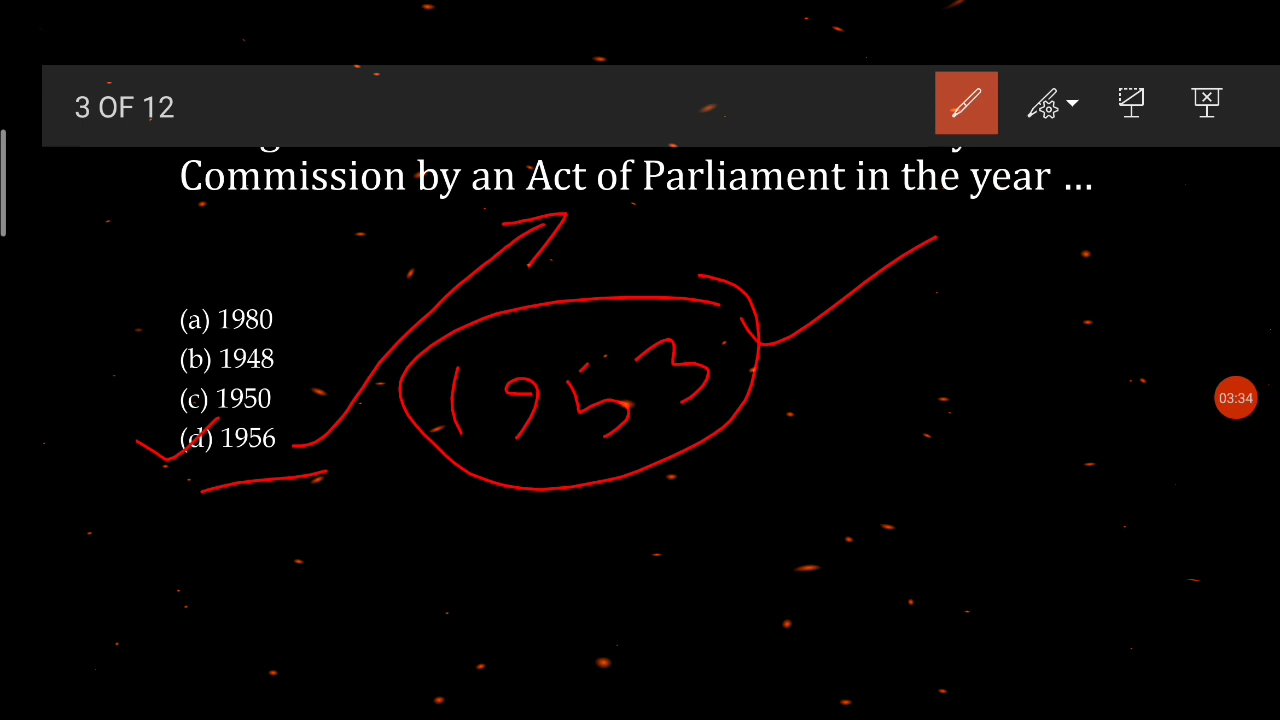 3 OF 12
Commission by an Act of Parliament in the year ...
(a) 1980
(b) 1948
(c) 1950
(d) 1956
1953
03:34